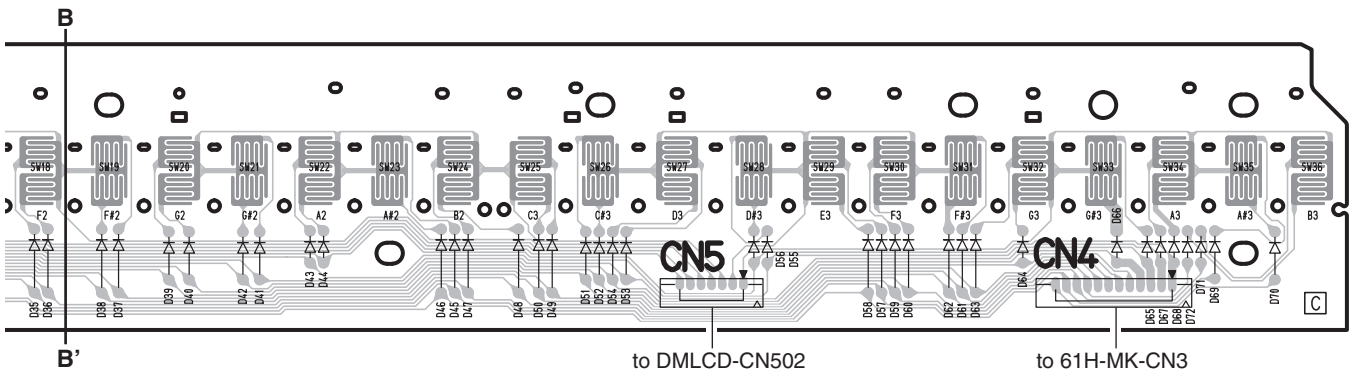 B
SW18 SW19 SW20 SW21 SW22 SW23 SW24 SW25 SW26 SW27 SW28 SW29 SW30 SW31 SW32 SW33 SW34 SW35 SW36
F2 F#2 G2 G#2 A2 A#2 B2 C3 C#3 D3 D#3 E3 F3 F#3 G3 G#3 D66 A3 A#3 B3
CN5 CN4
D35 D36 D38 D37 D39 D40 D42 D41 D43 D44 D46 D45 D47 D48 D50 D49 D51 D52 D54 D53 D56 D55 D58 D57 D59 D60 D62 D61 D63 D64 D65 D67 D68 D72 D71 D69 D70
C
B'
to DMLCD-CN502
to 61H-MK-CN3